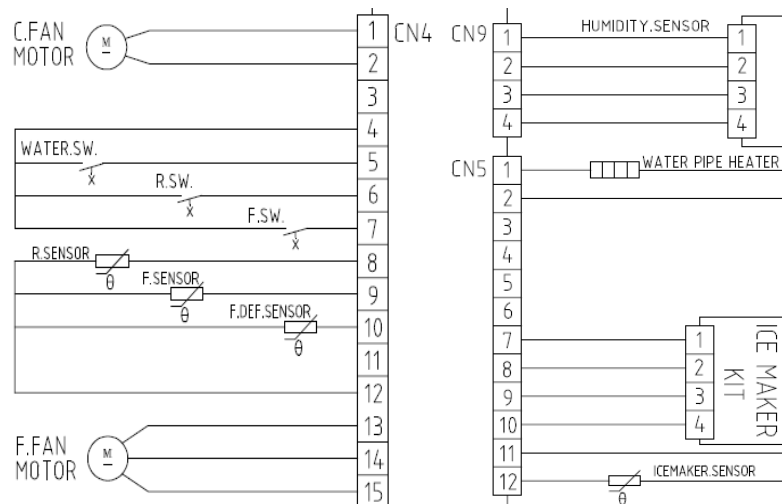 C.FAN
MOTOR
M
1
2
3
4
5
6
7
8
9
10
11
12
13
14
15
CN4
WATER.SW.
R.SW.
F.SW.
R.SENSOR
θ
F.SENSOR
θ
F.DEF.SENSOR
θ
F.FAN
MOTOR
M
CN9
1
2
3
4
HUMIDITY.SENSOR
1
2
3
4
CN5
1
2
3
4
5
6
7
8
9
10
11
12
WATER PIPE HEATER
1
2
3
4
ICE MAKER
KIT
ICEMAKER.SENSOR
θ